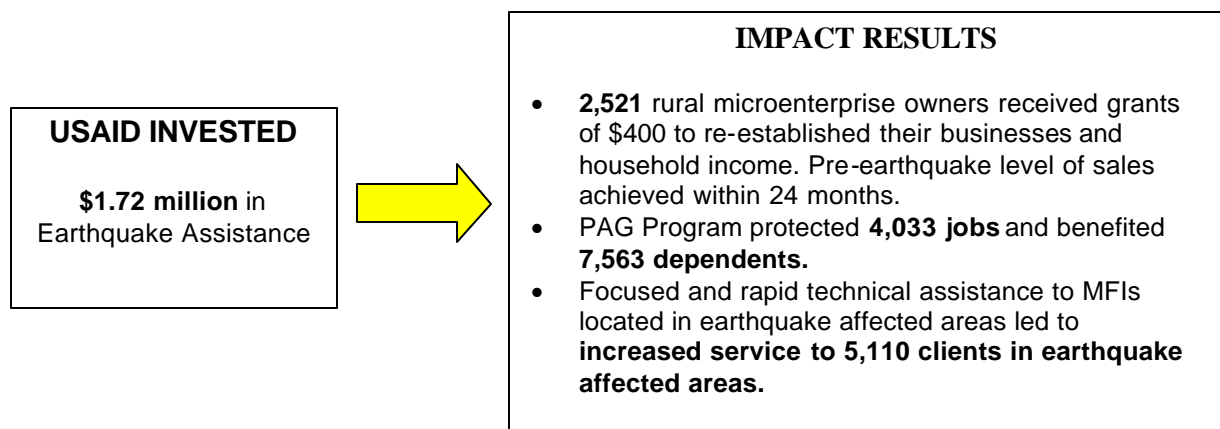 USAID INVESTED
$1.72 million in
Earthquake Assistance
IMPACT RESULTS
• 2,521 rural microenterprise owners received grants
of $400 to re-established their businesses and
household income. Pre-earthquake level of sales
achieved within 24 months.
• PAG Program protected 4,033 jobs and benefited
7,563 dependents.
• Focused and rapid technical assistance to MFIs
located in earthquake affected areas led to
increased service to 5,110 clients in earthquake
affected areas.